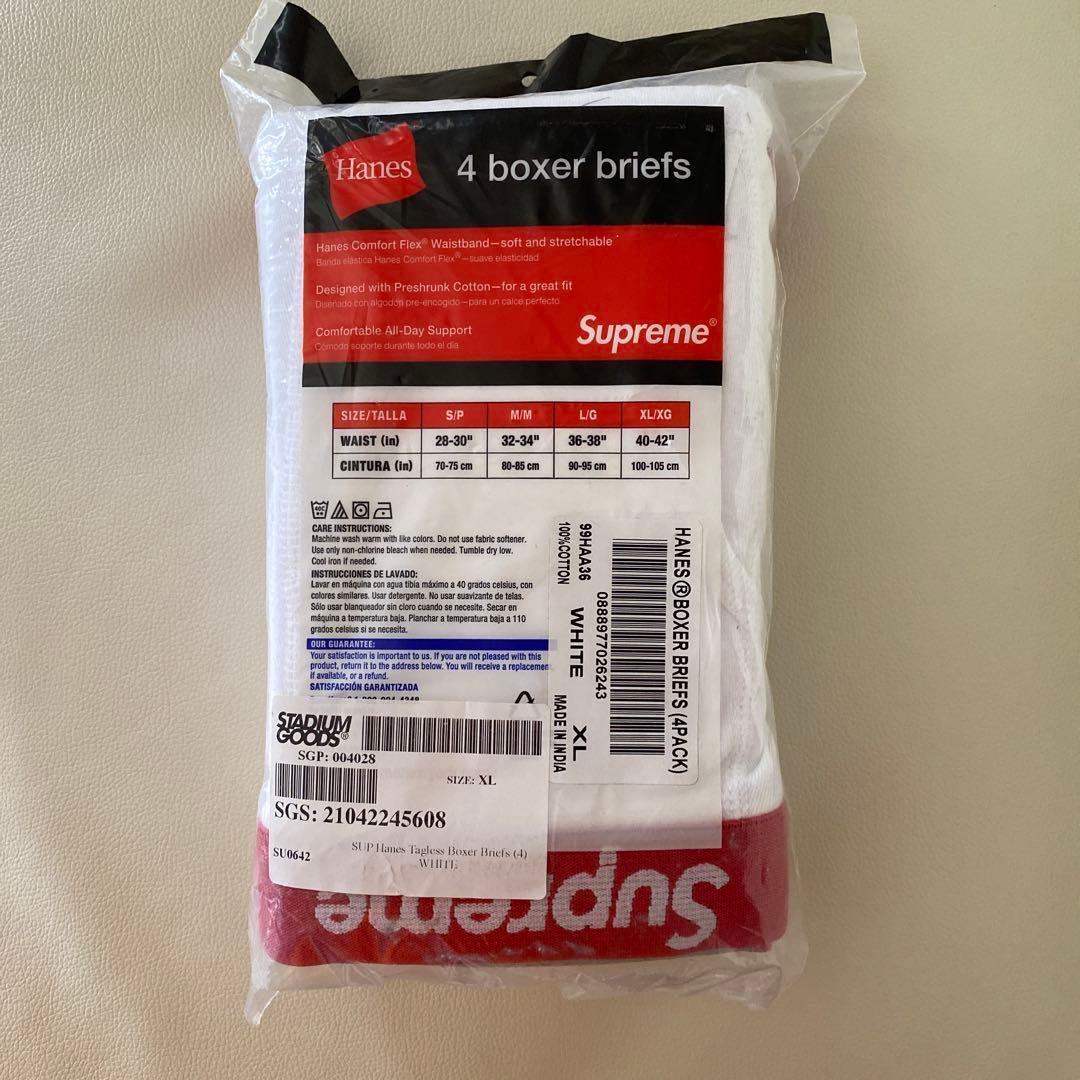 Hanes
4 boxer briefs
Hanes Comfort Flex® Waistband—soft and stretchable
Banda elástica Hanes Comfort Flex®—suave elasticidad
Designed with Preshrunk Cotton—for a great fit
Diseñado con algodón pre-encogido—para un calce perfecto
Comfortable All-Day Support
Cómodo soporte durante todo el día
Supreme®
SIZE/TALLA S/P M/M L/G XL/XG
WAIST (in) 28-30" 32-34" 36-38" 40-42"
CINTURA (in) 70-75 cm 80-85 cm 90-95 cm 100-105 cm
40C
CARE INSTRUCTIONS:
Machine wash warm with like colors. Do not use fabric softener.
Use only non-chlorine bleach when needed. Tumble dry low.
Cool iron if needed.
INSTRUCCIONES DE LAVADO:
Lavar en máquina con agua tibia máximo a 40 grados celsius, con
colores similares. Usar detergente. No usar suavizante de telas.
Sólo usar blanqueador sin cloro cuando se necesite. Secar en
máquina a temperatura baja. Planchar a temperatura baja a 110
grados celsius si se necesita.
OUR GUARANTEE:
Your satisfaction is important to us. If you are not pleased with this
product, return it to the address below. You will receive a replacemen
if available, or a refund.
SATISFACCIÓN GARANTIZADA
HANES®BOXER BRIEFS (4PACK)
0888977026243
99HAA36 WHITE XL
100%COTTON MADE IN INDIA
STADIUM
GOODS®
SGP: 004028
SIZE: XL
SGS: 21042245608
SU0642
SUP Hanes Tagless Boxer Briefs (4)
WHITE
Supreme